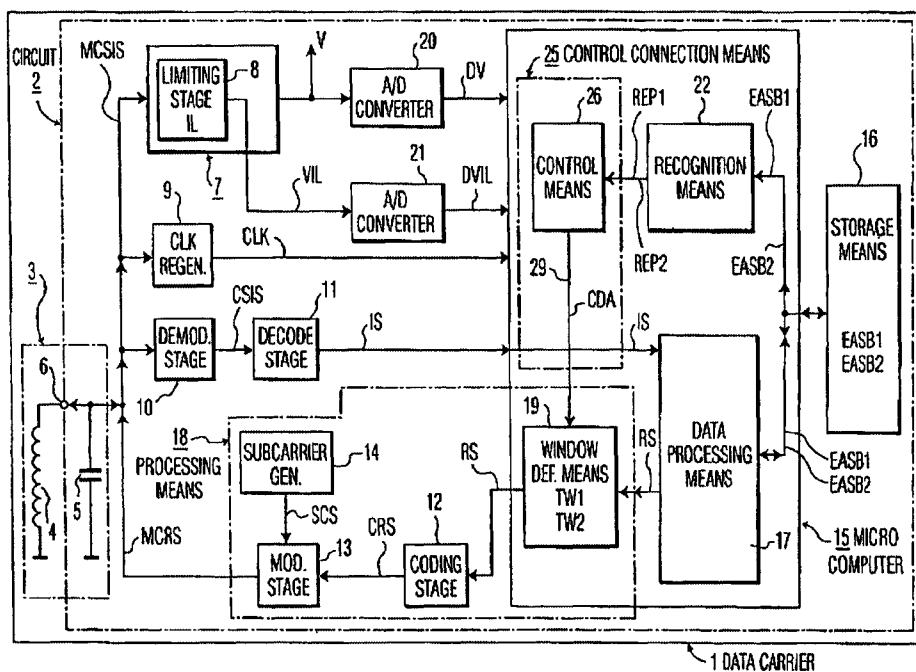 CIRCUIT
2
MCSIS
LIMITING
STAGE
IL
8
7
V
20
A/D
CONVERTER
DV
25 CONTROL CONNECTION MEANS
26
CONTROL
MEANS
REP1
REP2
22
RECOGNITION
MEANS
EASB1
EASB2
16
STORAGE
MEANS
EASB1
EASB2
VIL
21
A/D
CONVERTER
DVIL
9
CLK
REGEN.
CLK
29
CDA
3
6
4
5
DEMOD.
STAGE
10
CSIS
11
DECODE
STAGE
IS
IS
18
PROCESSING
MEANS
SUBCARRIER
GEN.
14
SCS
RS
19
WINDOW
DEF. MEANS
TW1
TW2
RS
DATA
PROCESSING
MEANS
17
EASB1
EASB2
MCRS
MOD.
STAGE
13
CRS
12
CODING
STAGE
15 MICRO
COMPUTER
1 DATA CARRIER